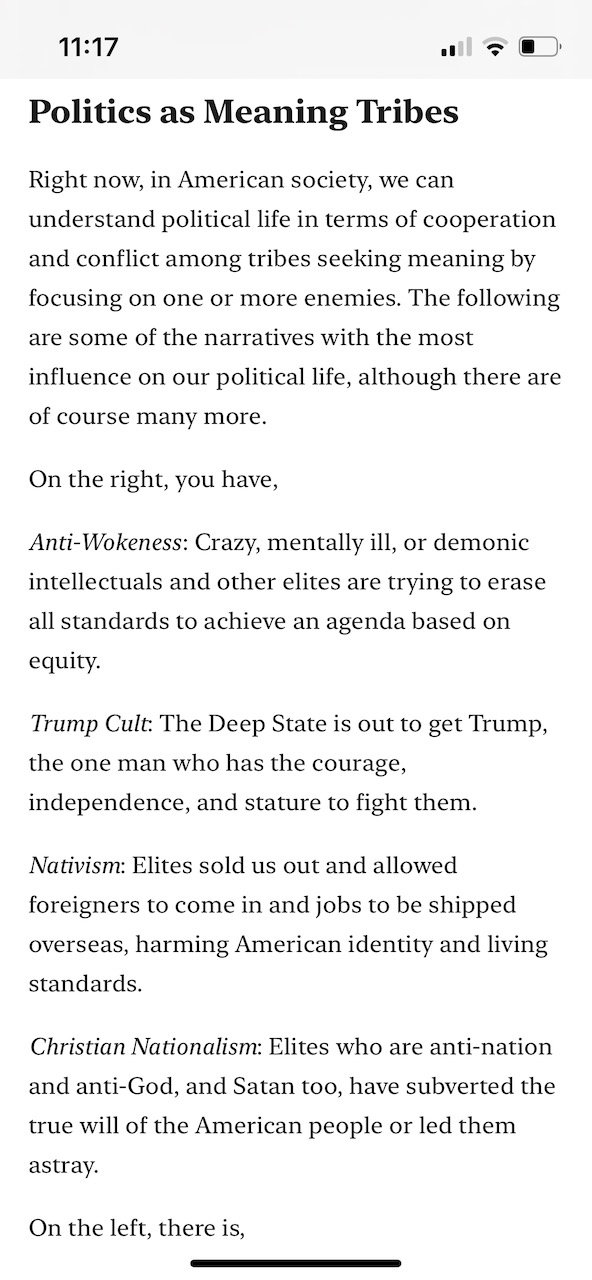 11:17
Politics as Meaning Tribes
Right now, in American society, we can
understand political life in terms of cooperation
and conflict among tribes seeking meaning by
focusing on one or more enemies. The following
are some of the narratives with the most
influence on our political life, although there are
of course many more.
On the right, you have,
Anti-Wokeness: Crazy, mentally ill, or demonic
intellectuals and other elites are trying to erase
all standards to achieve an agenda based on
equity.
Trump Cult: The Deep State is out to get Trump,
the one man who has the courage,
independence, and stature to fight them.
Nativism: Elites sold us out and allowed
foreigners to come in and jobs to be shipped
overseas, harming American identity and living
standards.
Christian Nationalism: Elites who are anti-nation
and anti-God, and Satan too, have subverted the
true will of the American people or led them
astray.
On the left, there is,